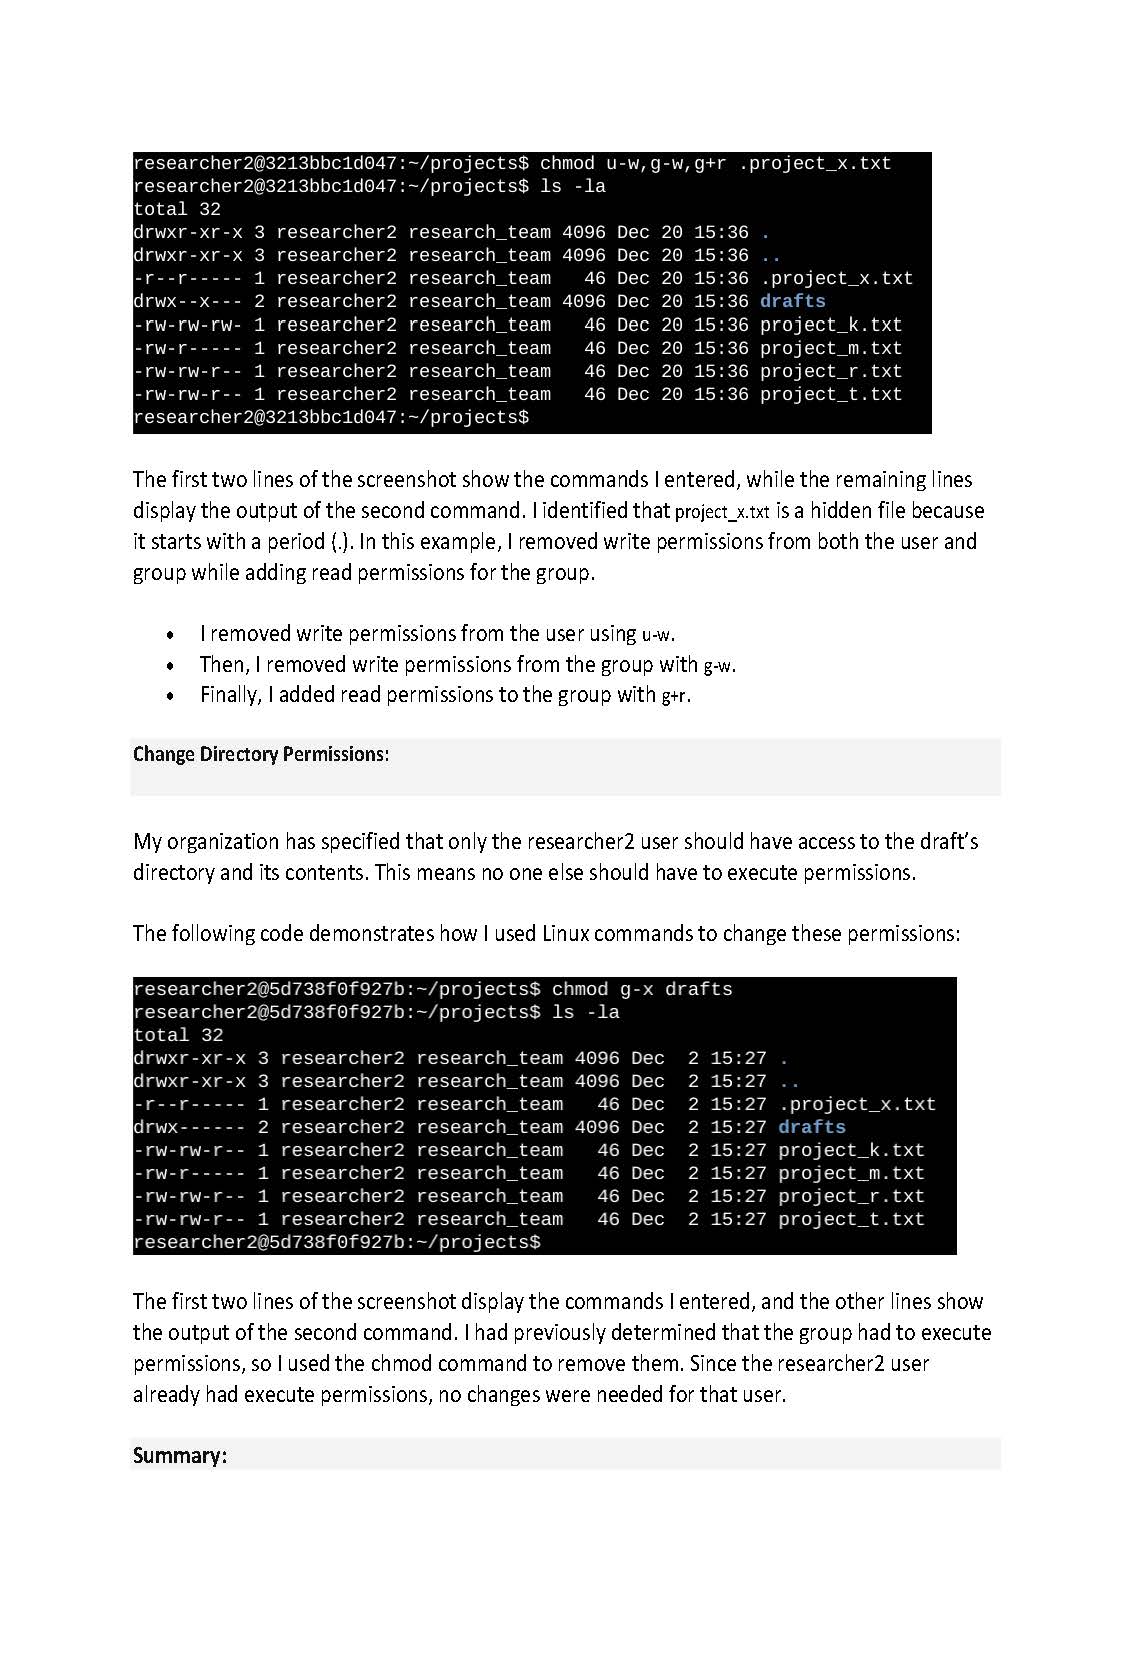 researcher2@3213bbc1d047:~/projects$ chmod u-w,g-w,g+r .project_x.txt
researcher2@3213bbc1d047:~/projects$ ls -la
total 32
drwxr-xr-x 3 researcher2 research_team 4096 Dec 20 15:36 .
drwxr-xr-x 3 researcher2 research_team 4096 Dec 20 15:36 ..
-r--r----- 1 researcher2 research_team   46 Dec 20 15:36 .project_x.txt
drwx--x--- 2 researcher2 research_team 4096 Dec 20 15:36 drafts
-rw-rw-rw- 1 researcher2 research_team   46 Dec 20 15:36 project_k.txt
-rw-r----- 1 researcher2 research_team   46 Dec 20 15:36 project_m.txt
-rw-rw-r-- 1 researcher2 research_team   46 Dec 20 15:36 project_r.txt
-rw-rw-r-- 1 researcher2 research_team   46 Dec 20 15:36 project_t.txt
researcher2@3213bbc1d047:~/projects$
The first two lines of the screenshot show the commands I entered, while the remaining lines
display the output of the second command. I identified that project_x.txt is a hidden file because
it starts with a period (.). In this example, I removed write permissions from both the user and
group while adding read permissions for the group.
• I removed write permissions from the user using u-w.
• Then, I removed write permissions from the group with g-w.
• Finally, I added read permissions to the group with g+r.
Change Directory Permissions:
My organization has specified that only the researcher2 user should have access to the draft’s
directory and its contents. This means no one else should have to execute permissions.
The following code demonstrates how I used Linux commands to change these permissions:
researcher2@5d738f0f927b:~/projects$ chmod g-x drafts
researcher2@5d738f0f927b:~/projects$ ls -la
total 32
drwxr-xr-x 3 researcher2 research_team 4096 Dec  2 15:27 .
drwxr-xr-x 3 researcher2 research_team 4096 Dec  2 15:27 ..
-r--r----- 1 researcher2 research_team   46 Dec  2 15:27 .project_x.txt
drwx------ 2 researcher2 research_team 4096 Dec  2 15:27 drafts
-rw-rw-r-- 1 researcher2 research_team   46 Dec  2 15:27 project_k.txt
-rw-r----- 1 researcher2 research_team   46 Dec  2 15:27 project_m.txt
-rw-rw-r-- 1 researcher2 research_team   46 Dec  2 15:27 project_r.txt
-rw-rw-r-- 1 researcher2 research_team   46 Dec  2 15:27 project_t.txt
researcher2@5d738f0f927b:~/projects$
The first two lines of the screenshot display the commands I entered, and the other lines show
the output of the second command. I had previously determined that the group had to execute
permissions, so I used the chmod command to remove them. Since the researcher2 user
already had execute permissions, no changes were needed for that user.
Summary: